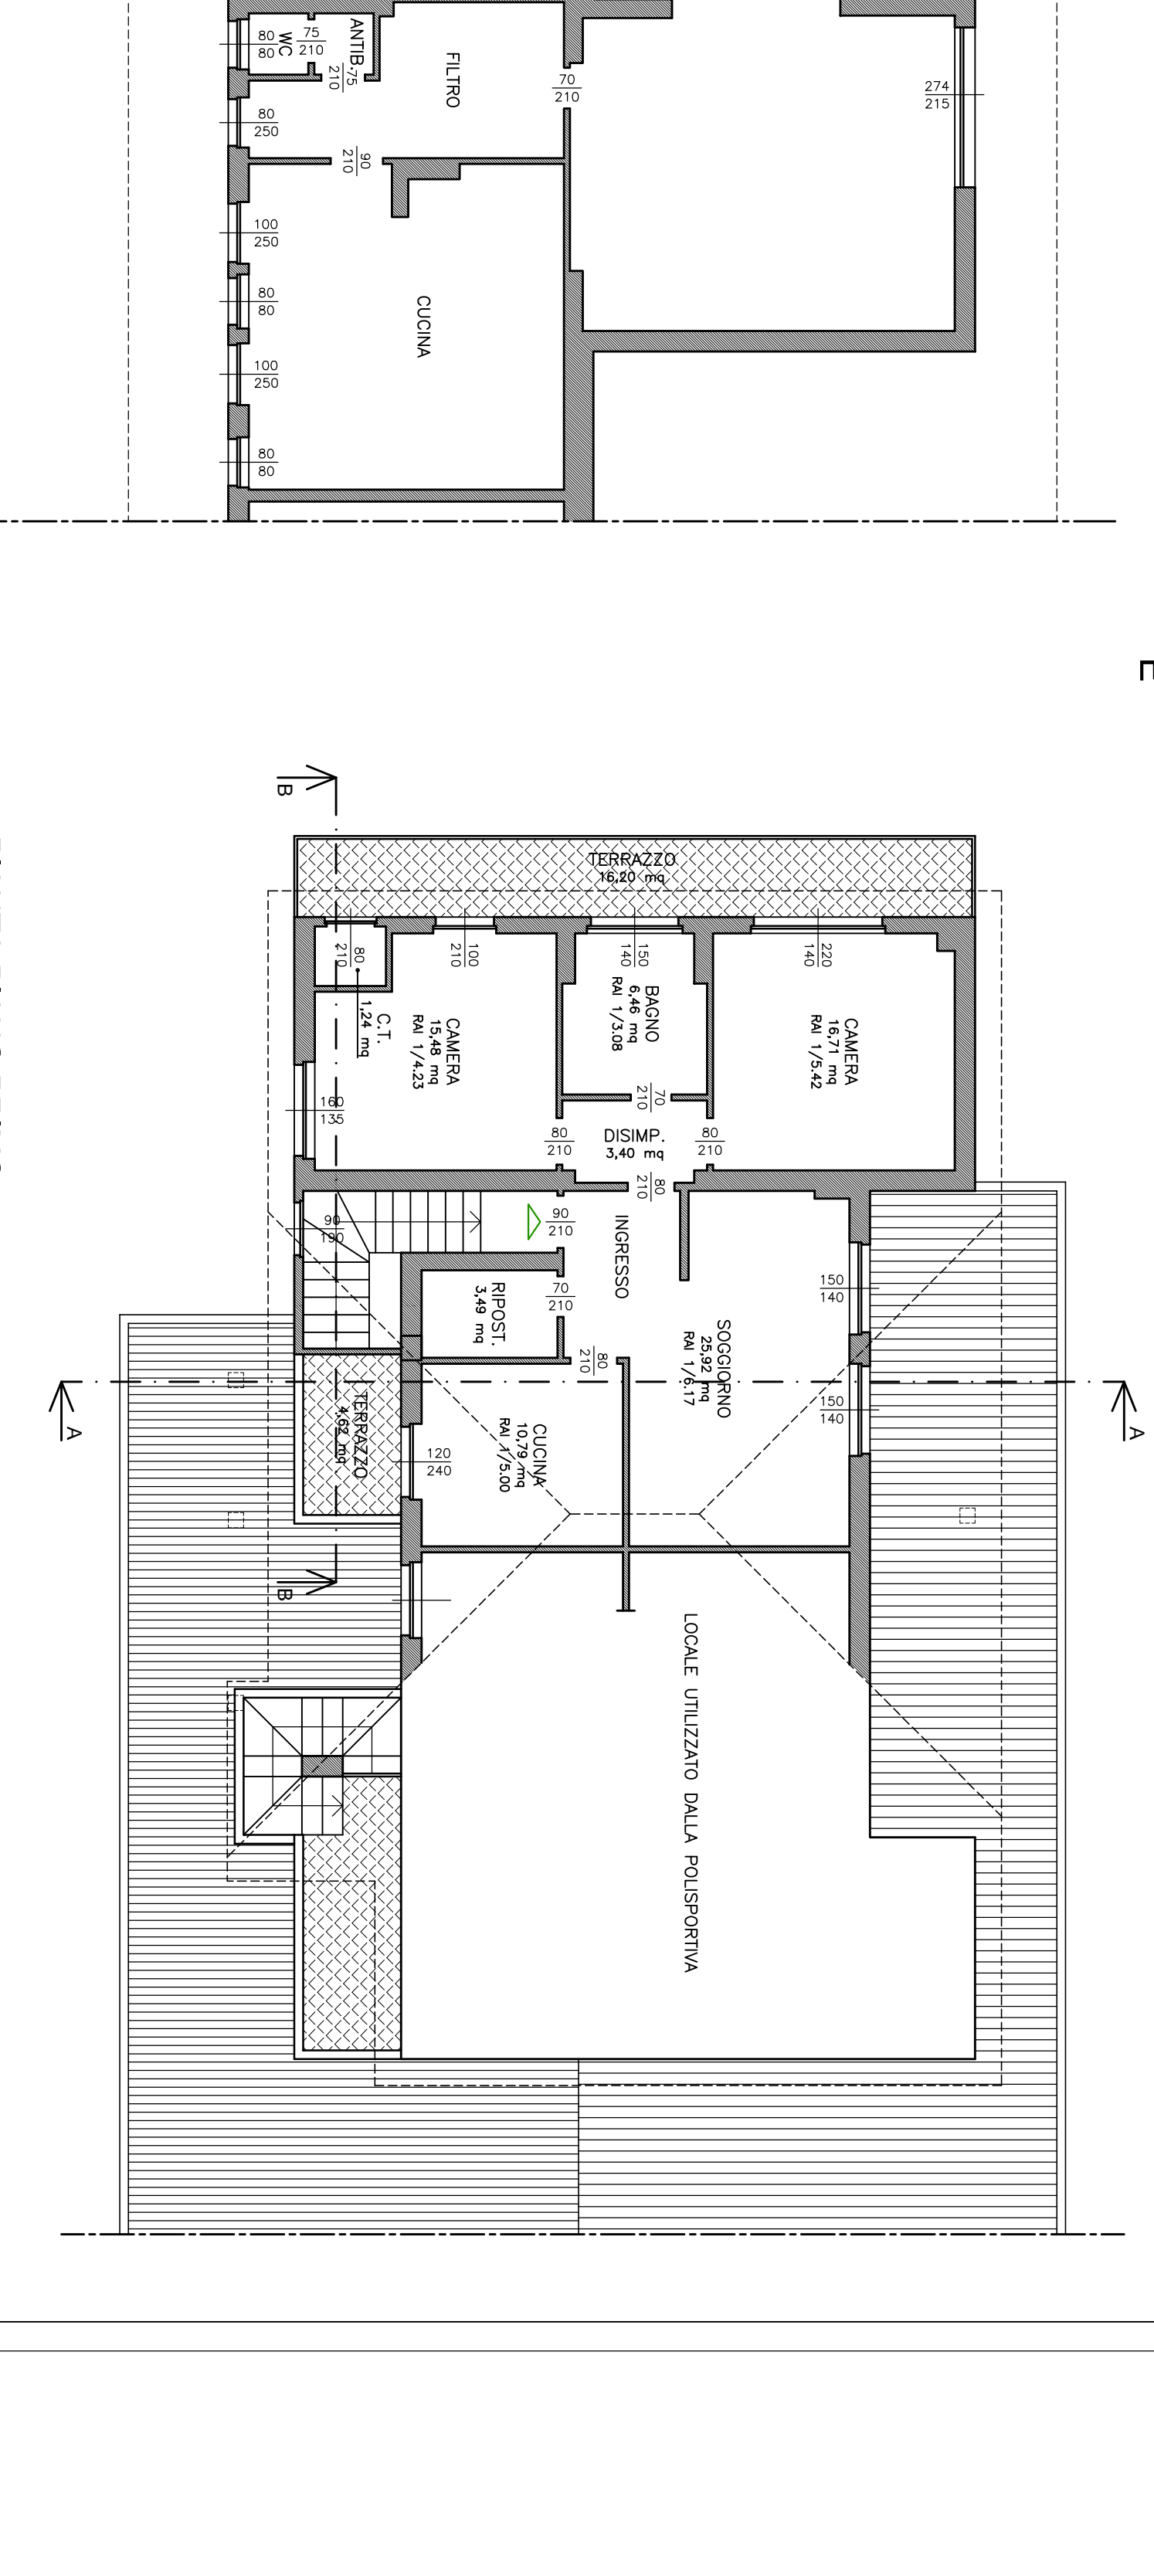 80
80
WC
75
210
ANTIB.
75
210
FILTRO
70
210
274
215
80
250
90
210
100
250
80
80
CUCINA
100
250
80
80
B
TERRAZZO
16,20 mq
80
210
100
210
150
140
220
140
C.T.
1,24 mq
CAMERA
15,48 mq
RAI 1/4.23
BAGNO
6,46 mq
RAI 1/3.08
CAMERA
16,71 mq
RAI 1/5.42
160
135
70
210
80
210
DISIMP.
3,40 mq
80
210
80
210
90
190
90
210
INGRESSO
RIPOST.
3,49 mq
70
210
150
140
SOGGIORNO
25,92 mq
RAI 1/6.17
80
210
A
A
TERRAZZO
4,62 mq
120
240
CUCINA
10,79 mq
RAI 1/5.00
150
140
B
LOCALE UTILIZZATO DALLA POLISPORTIVA